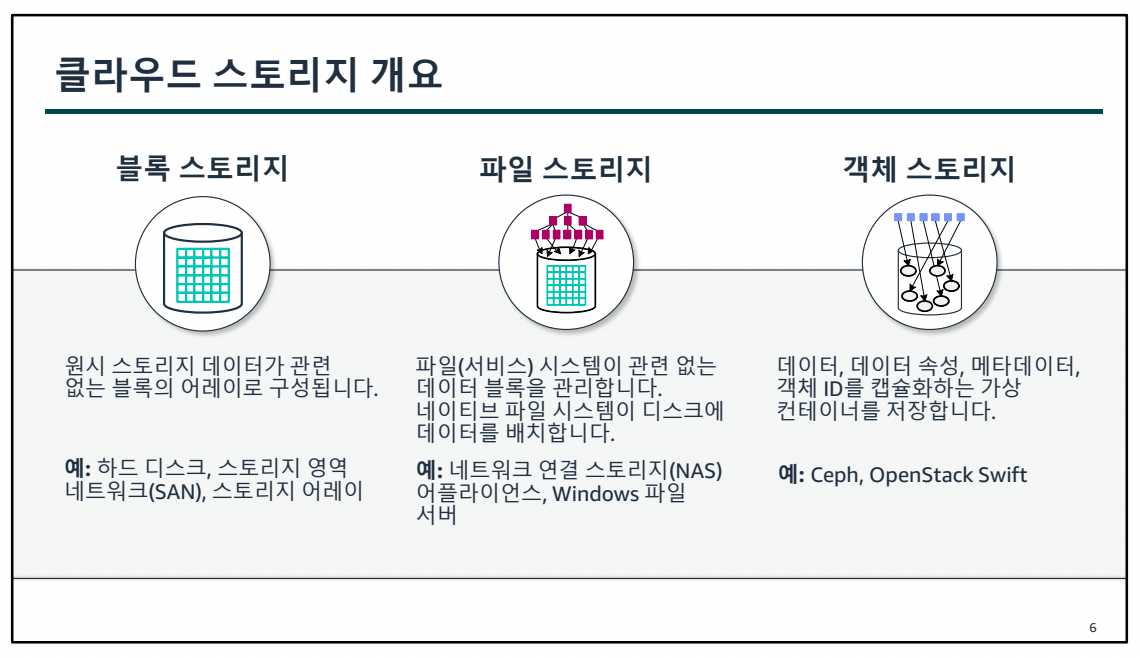 클라우드 스토리지 개요
블록 스토리지
원시 스토리지 데이터가 관련
없는 블록의 어레이로 구성됩니다.
예: 하드 디스크, 스토리지 영역
네트워크(SAN), 스토리지 어레이
파일 스토리지
파일(서비스) 시스템이 관련 없는
데이터 블록을 관리합니다.
네이티브 파일 시스템이 디스크에
데이터를 배치합니다.
예: 네트워크 연결 스토리지(NAS)
어플라이언스, Windows 파일
서버
객체 스토리지
데이터, 데이터 속성, 메타데이터,
객체 ID를 캡슐화하는 가상
컨테이너를 저장합니다.
예: Ceph, OpenStack Swift
6